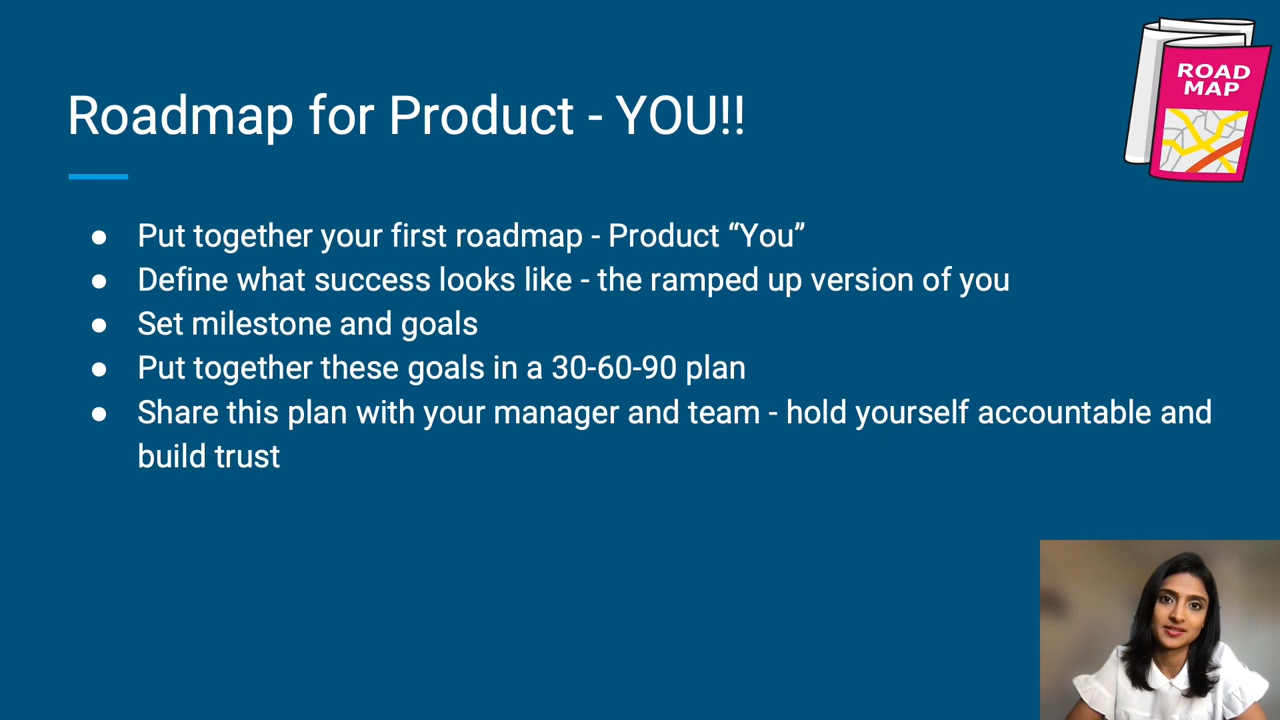 Roadmap for Product - YOU!!
ROAD
MAP
● Put together your first roadmap - Product “You”
● Define what success looks like - the ramped up version of you
● Set milestone and goals
● Put together these goals in a 30-60-90 plan
● Share this plan with your manager and team - hold yourself accountable and
build trust